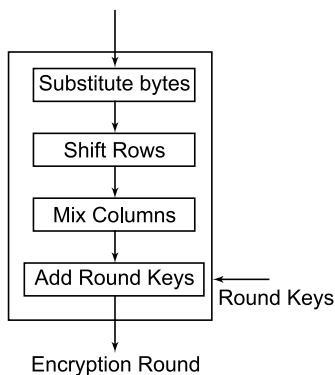 Substitute bytes
Shift Rows
Mix Columns
Add Round Keys
Round Keys
Encryption Round